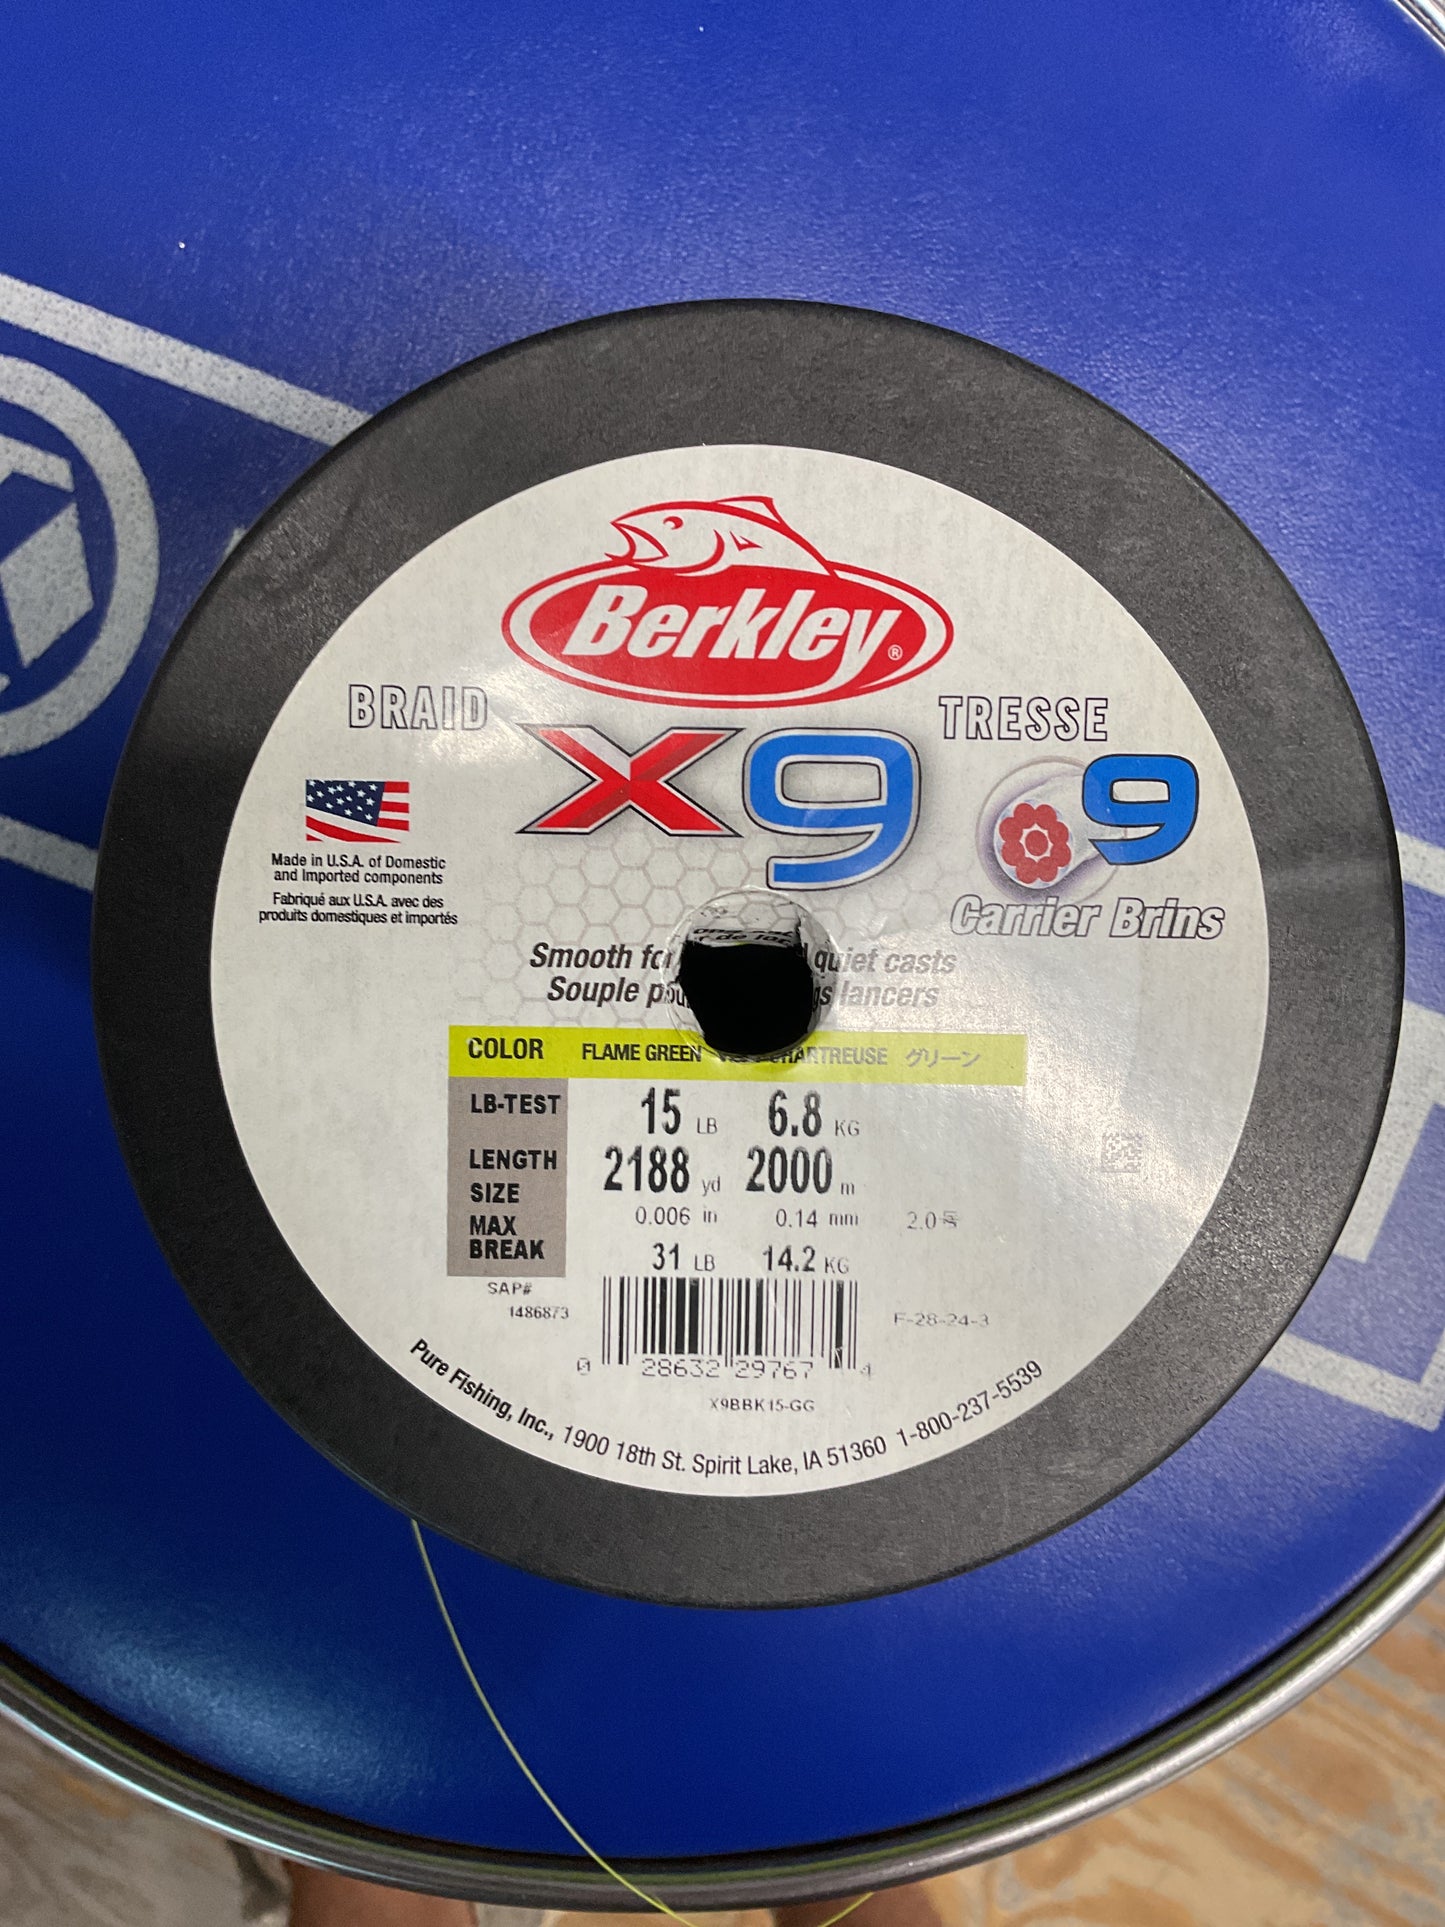 Berkley®
BRAID
TRESSE
X9
9
Carrier Brins
Made in U.S.A. of Domestic
and Imported components
Fabriqué aux U.S.A. avec des
produits domestiques et importés
Smooth for quiet casts
Souple lancers
COLOR FLAME GREEN CHARTREUSE グリーン
LB-TEST 15 LB 6.8 KG
LENGTH 2188 yd 2000 m
SIZE 0.006 in 0.14 mm 2.0号
MAX
BREAK 31 LB 14.2 KG
SAP#
1486873
F-28-24-3
0 28632 29767 4
X9BBK15-GG
Pure Fishing, Inc., 1900 18th St. Spirit Lake, IA 51360 1-800-237-5539